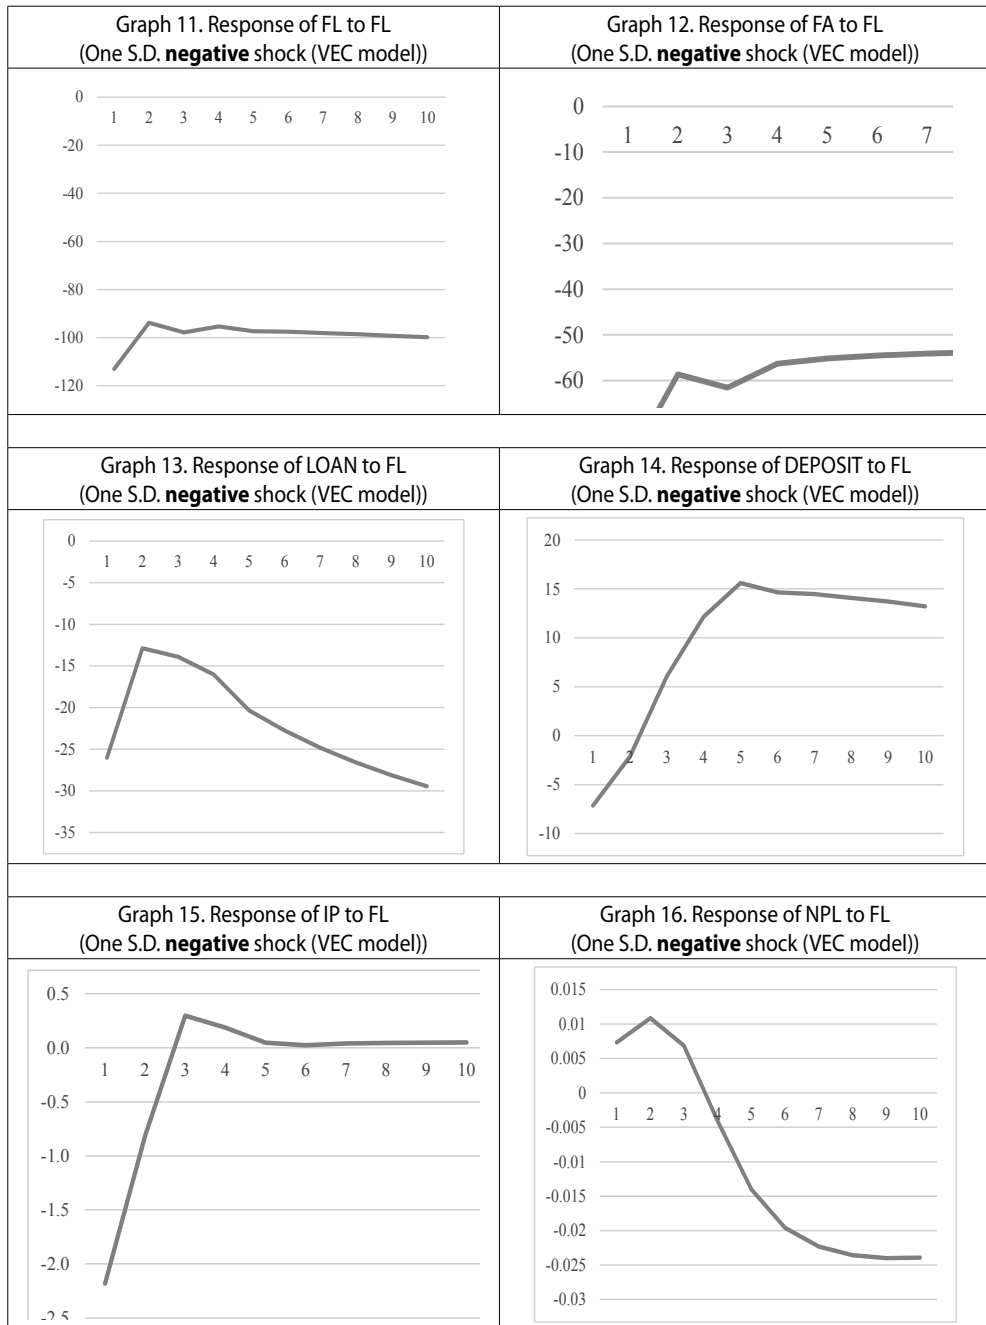 Graph 11. Response of FL to FL
(One S.D. negative shock (VEC model))
Graph 12. Response of FA to FL
(One S.D. negative shock (VEC model))
0
1 2 3 4 5 6 7 8 9 10
-20
-40
-60
-80
-100
-120
0
1 2 3 4 5 6 7
-10
-20
-30
-40
-50
-60
Graph 13. Response of LOAN to FL
(One S.D. negative shock (VEC model))
Graph 14. Response of DEPOSIT to FL
(One S.D. negative shock (VEC model))
0
1 2 3 4 5 6 7 8 9 10
-5
-10
-15
-20
-25
-30
-35
20
15
10
5
0
1 2 3 4 5 6 7 8 9 10
-5
-10
Graph 15. Response of IP to FL
(One S.D. negative shock (VEC model))
Graph 16. Response of NPL to FL
(One S.D. negative shock (VEC model))
0.5
0.0
1 2 3 4 5 6 7 8 9 10
-0.5
-1.0
-1.5
-2.0
-2.5
0.015
0.01
0.005
0
1 2 3 4 5 6 7 8 9 10
-0.005
-0.01
-0.015
-0.02
-0.025
-0.03